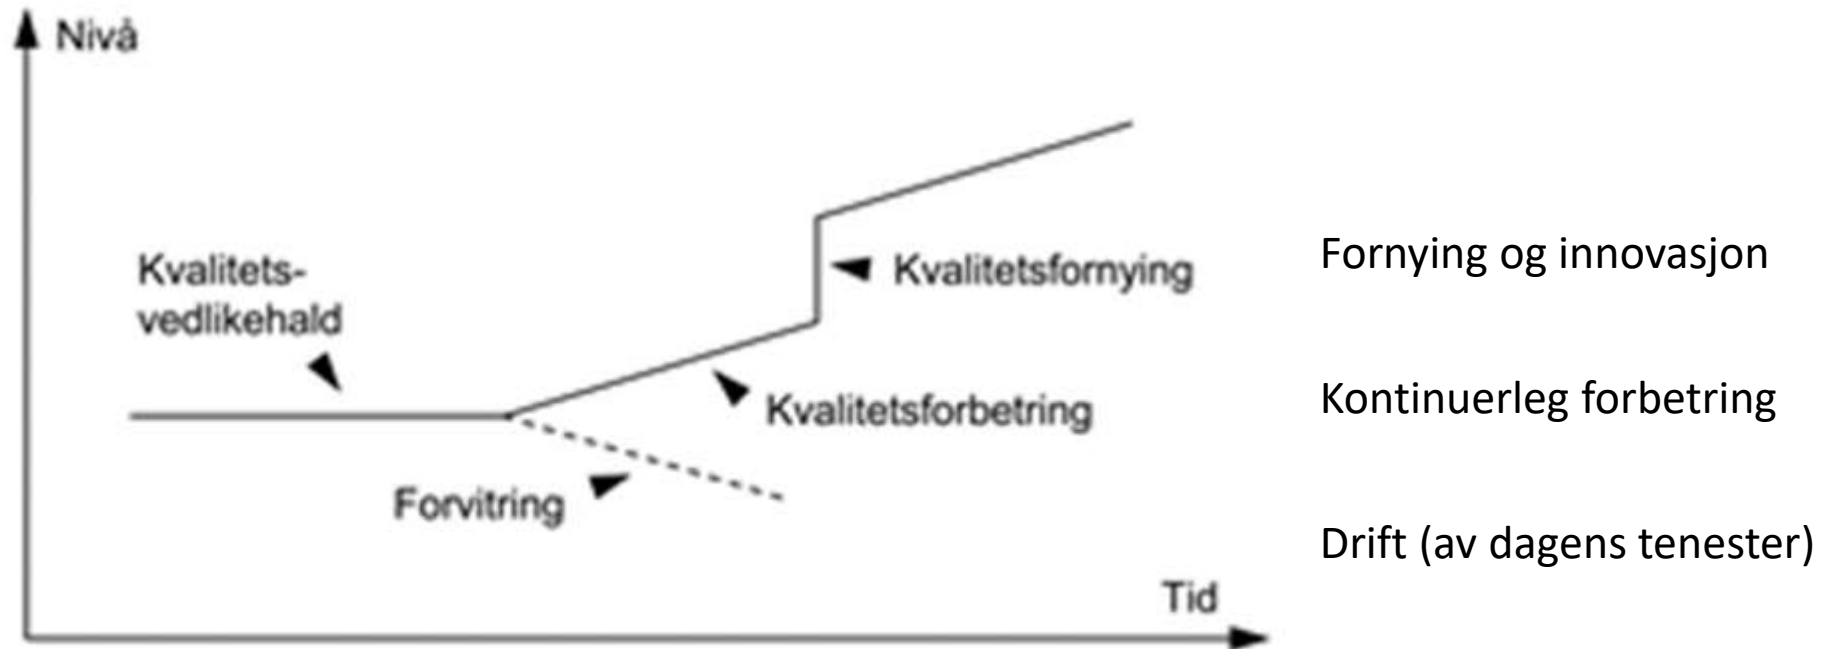 Nivå
Kvalitets-
vedlikehald
Kvalitetsfornying
Kvalitetsforbetring
Forvitring
Tid
Fornying og innovasjon
Kontinuerleg forbetring
Drift (av dagens tenester)